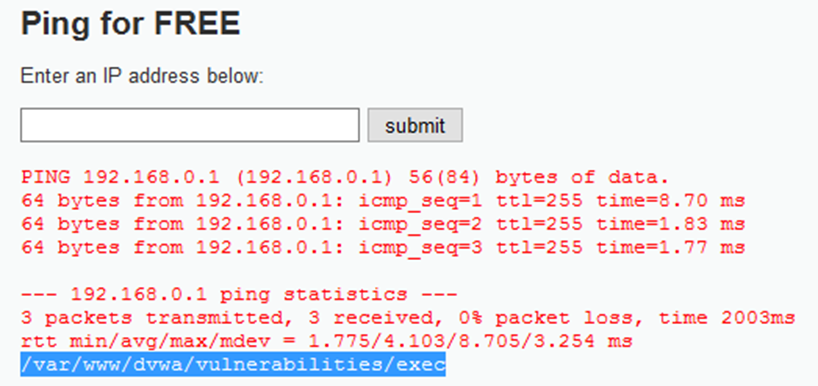 Ping for FREE
Enter an IP address below:
submit
PING 192.168.0.1 (192.168.0.1) 56(84) bytes of data.
64 bytes from 192.168.0.1: icmp_seq=1 ttl=255 time=8.70 ms
64 bytes from 192.168.0.1: icmp_seq=2 ttl=255 time=1.83 ms
64 bytes from 192.168.0.1: icmp_seq=3 ttl=255 time=1.77 ms
--- 192.168.0.1 ping statistics ---
3 packets transmitted, 3 received, 0% packet loss, time 2003ms
rtt min/avg/max/mdev = 1.775/4.103/8.705/3.254 ms
/var/www/dvwa/vulnerabilities/exec